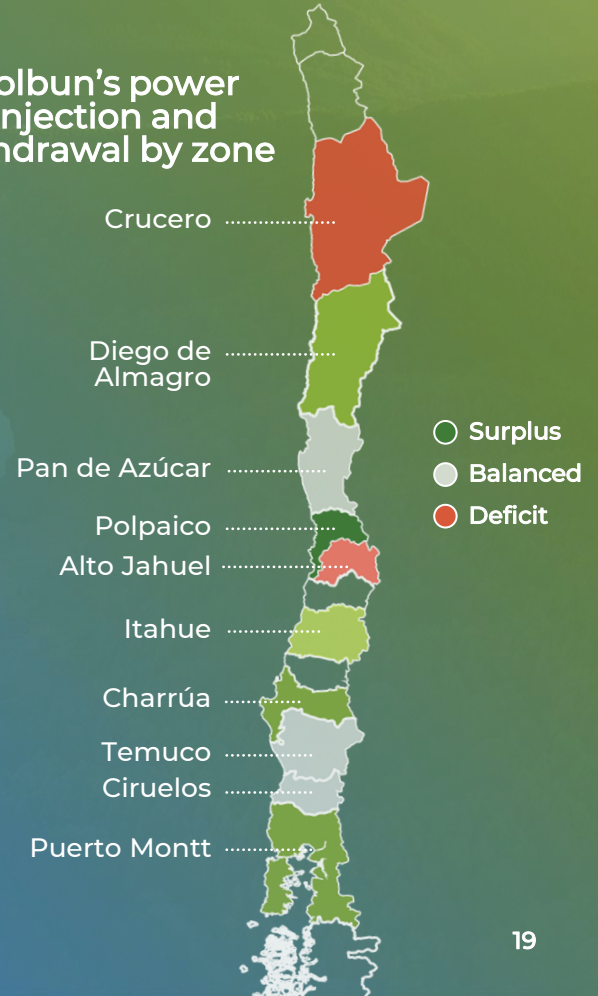 olbun's power
njection and
hdrawal by zone
Crucero
Diego de
Almagro
Pan de Azúcar
Polpaico
Alto Jahuel
Itahue
Charrúa
Temuco
Ciruelos
Puerto Montt
Surplus
Balanced
Deficit
19